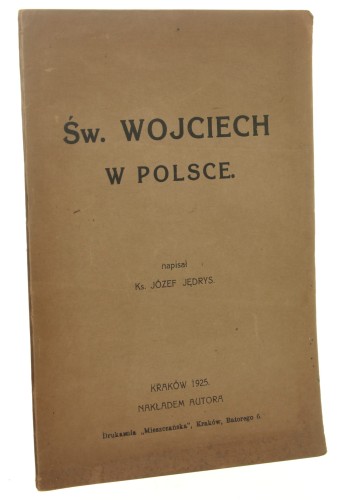 Św. WOJCIECH
W POLSCE.
napisał
Ks. JÓZEF JĘDRYS.
KRAKÓW 1925.
NAKŁADEM AUTORA
Drukarnia „Mieszczańska", Kraków, Batorego 6